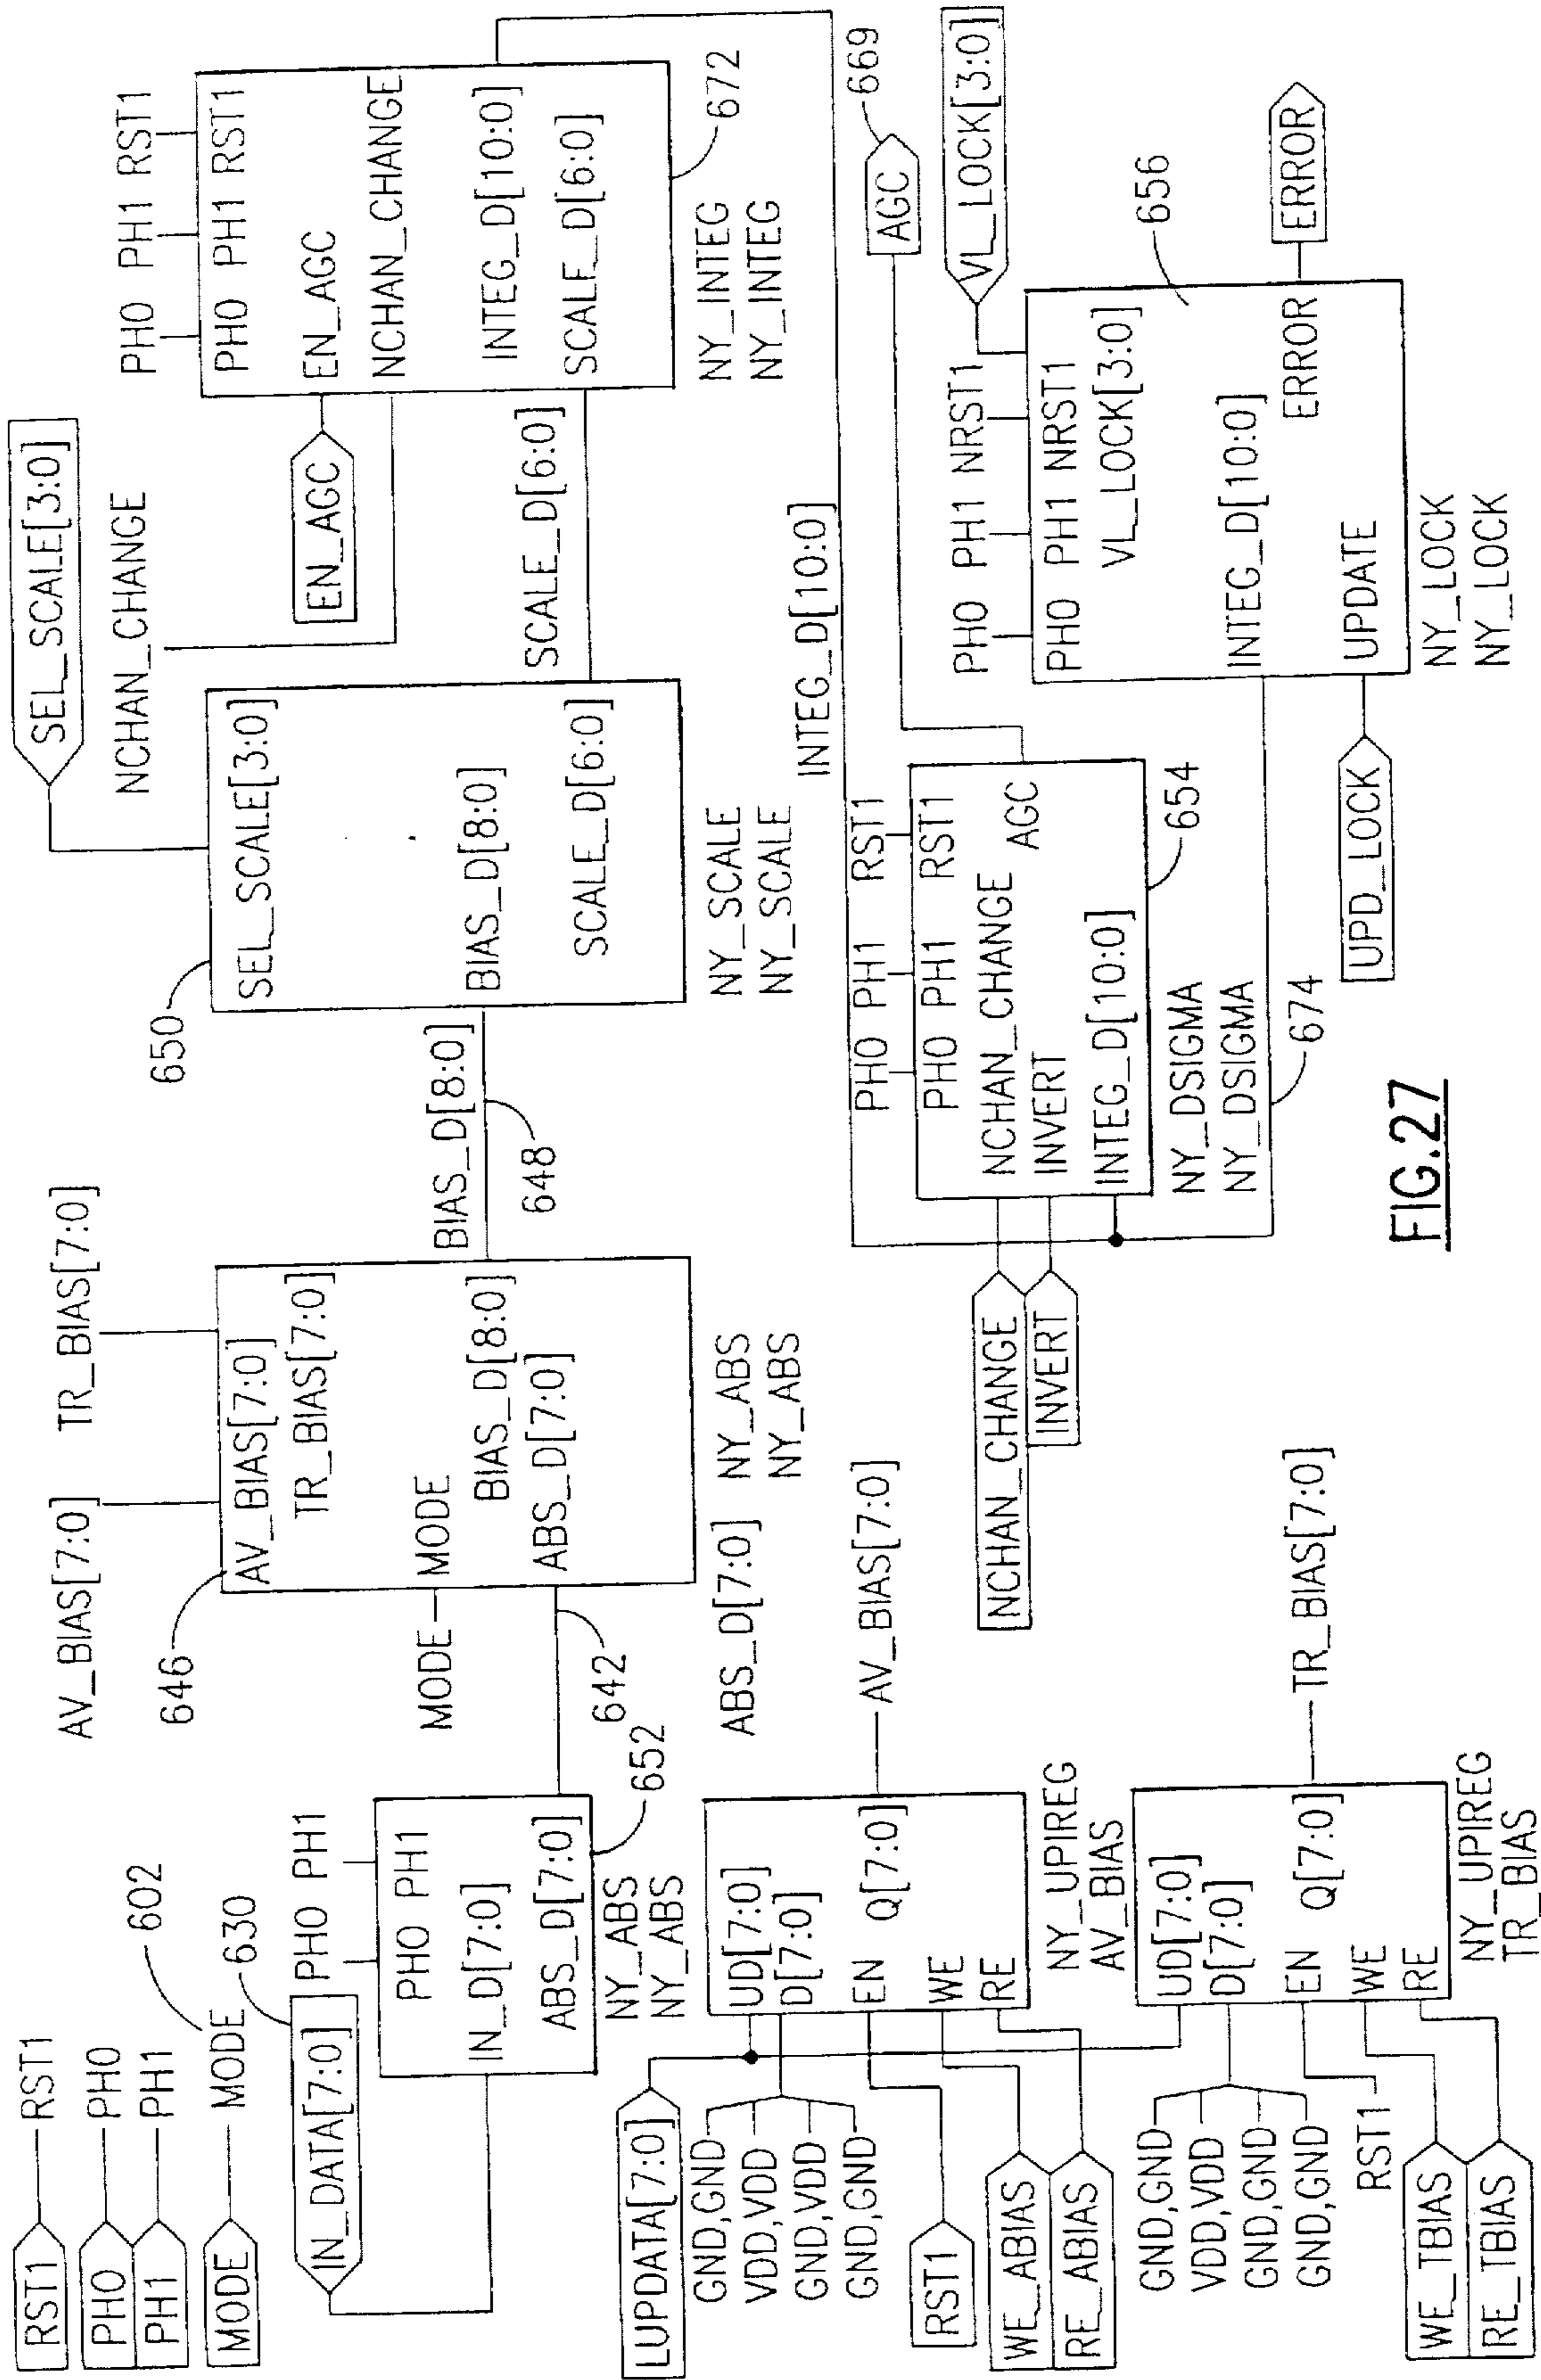 RST1
RST1
PH0
PH0
PH1
PH1
MODE
MODE
602
IN_DATA[7:0]
630
PH0 PH1
PH0 PH1
IN_D[7:0]
ABS_D[7:0]
652
NY_ABS
NY_ABS
642
AV_BIAS[7:0]
TR_BIAS[7:0]
646
AV_BIAS[7:0]
TR_BIAS[7:0]
MODE
MODE
BIAS_D[8:0]
ABS_D[7:0]
ABS_D[7:0]
NY_ABS
NY_ABS
BIAS_D[8:0]
648
650
SEL_SCALE[3:0]
SEL_SCALE[3:0]
BIAS_D[8:0]
SCALE_D[6:0]
NY_SCALE
NY_SCALE
NCHAN_CHANGE
EN_AGC
SCALE_D[6:0]
PH0 PH1 RST1
PH0 PH1 RST1
EN_AGC
NCHAN_CHANGE
INTEG_D[10:0]
SCALE_D[6:0]
672
NY_INTEG
NY_INTEG
LUPDATA[7:0]
GND,GND
VDD,VDD
GND,VDD
GND,GND
RST1
WE_ABIAS
RE_ABIAS
UD[7:0]
D[7:0]
EN
Q[7:0]
WE
RE
NY_UPIREG
AV_BIAS
AV_BIAS[7:0]
GND,GND
VDD,VDD
GND,GND
GND,GND
RST1
WE_TBIAS
RE_TBIAS
UD[7:0]
D[7:0]
EN
Q[7:0]
WE
RE
NY_UPIREG
TR_BIAS
TR_BIAS[7:0]
NCHAN_CHANGE
INVERT
INTEG_D[10:0]
PH0 PH1 RST1
PH0 PH1 RST1
NCHAN_CHANGE
INVERT
AGC
INTEG_D[10:0]
654
NY_DSIGMA
NY_DSIGMA
674
AGC
669
VL_LOCK[3:0]
PH0 PH1 NRST1
PH0 PH1 NRST1
VL_LOCK[3:0]
656
INTEG_D[10:0]
ERROR
ERROR
UPDATE
UPD_LOCK
NY_LOCK
NY_LOCK
FIG.27